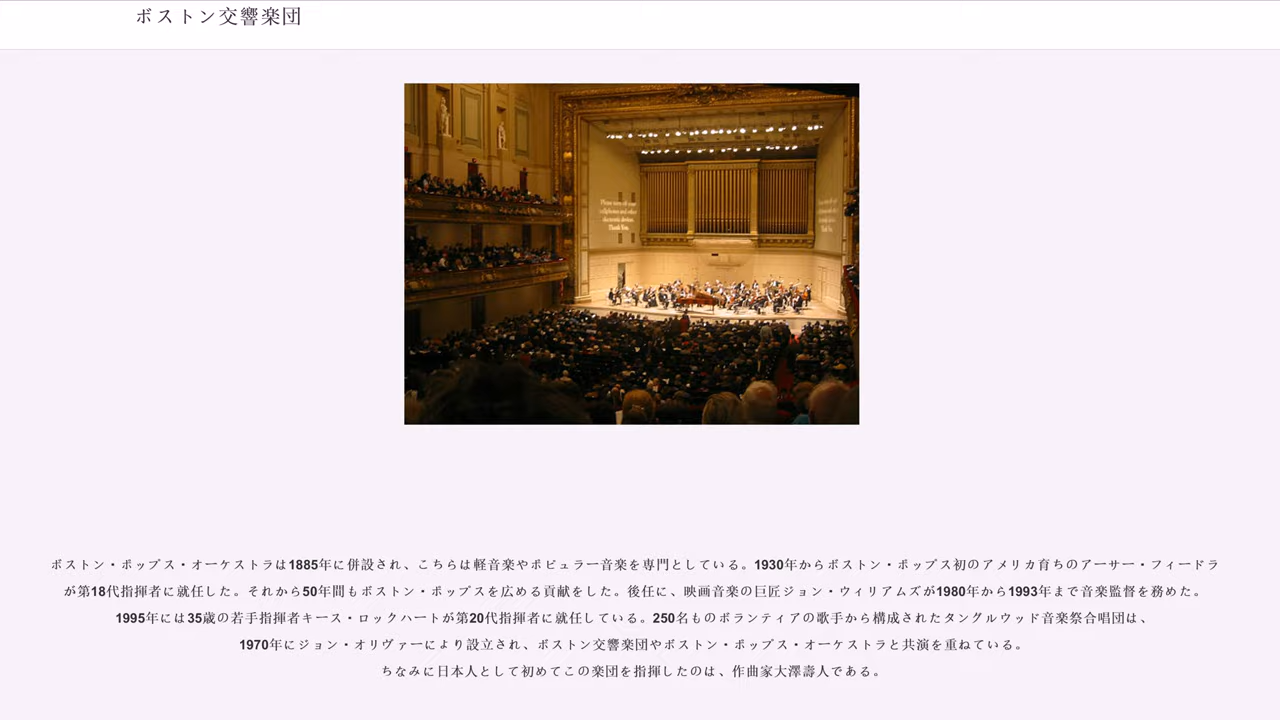 ボストン交響楽団
Please turn off your
cellphones and other
electronic devices.
Thank You.
ボストン・ポップス・オーケストラは1885年に併設され、こちらは軽音楽やポピュラー音楽を専門としている。1930年からボストン・ポップス初のアメリカ育ちのアーサー・フィードラ
が第18代指揮者に就任した。それから50年間もボストン・ポップスを広める貢献をした。後任に、映画音楽の巨匠ジョン・ウィリアムズが1980年から1993年まで音楽監督を務めた。
1995年には35歳の若手指揮者キース・ロックハートが第20代指揮者に就任している。250名ものボランティアの歌手から構成されたタングルウッド音楽祭合唱団は、
1970年にジョン・オリヴァーにより設立され、ボストン交響楽団やボストン・ポップス・オーケストラと共演を重ねている。
ちなみに日本人として初めてこの楽団を指揮したのは、作曲家大澤壽人である。